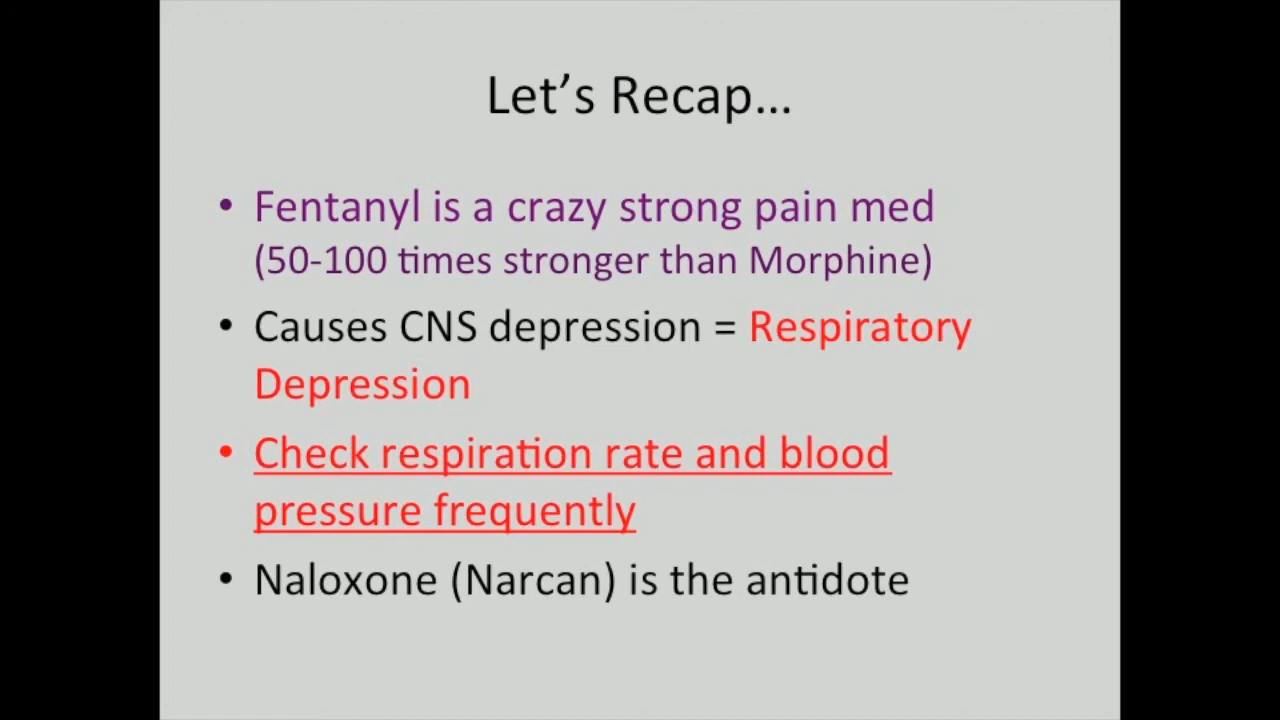 Let’s Recap...
• Fentanyl is a crazy strong pain med
(50-100 times stronger than Morphine)
• Causes CNS depression = Respiratory
Depression
• Check respiration rate and blood
pressure frequently
• Naloxone (Narcan) is the antidote